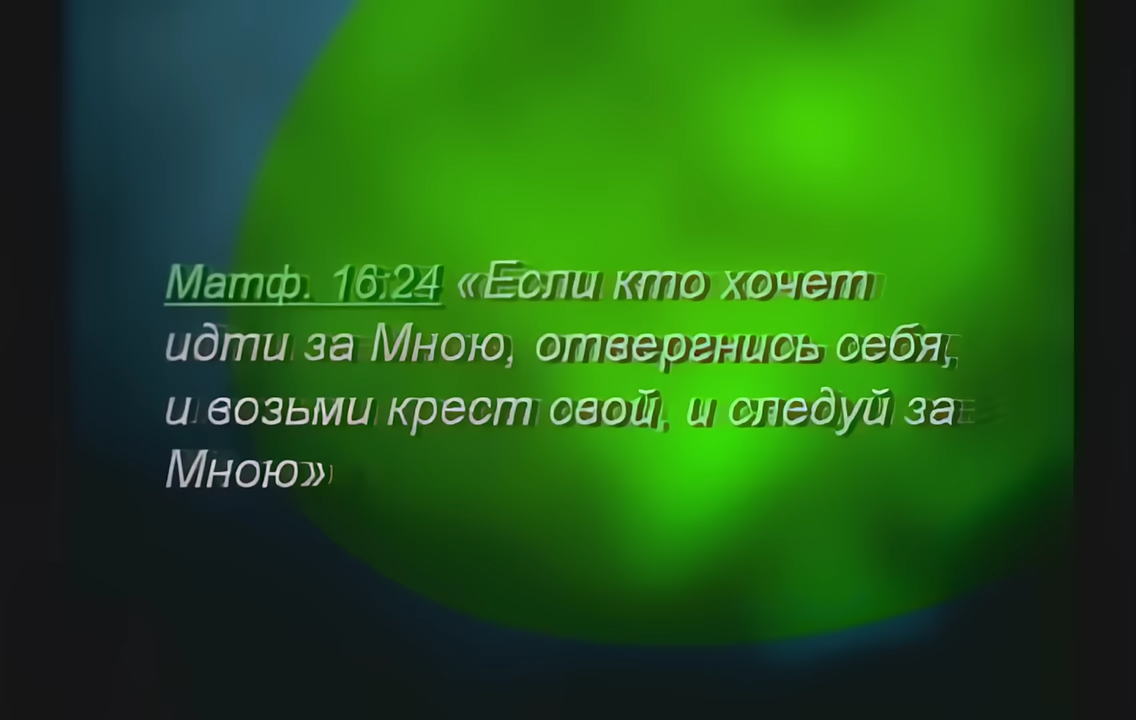 Матф. 16:24 «Если кто хочет
идти за Мною, отвергнись себя,
и возьми крест свой, и следуй за
Мною»